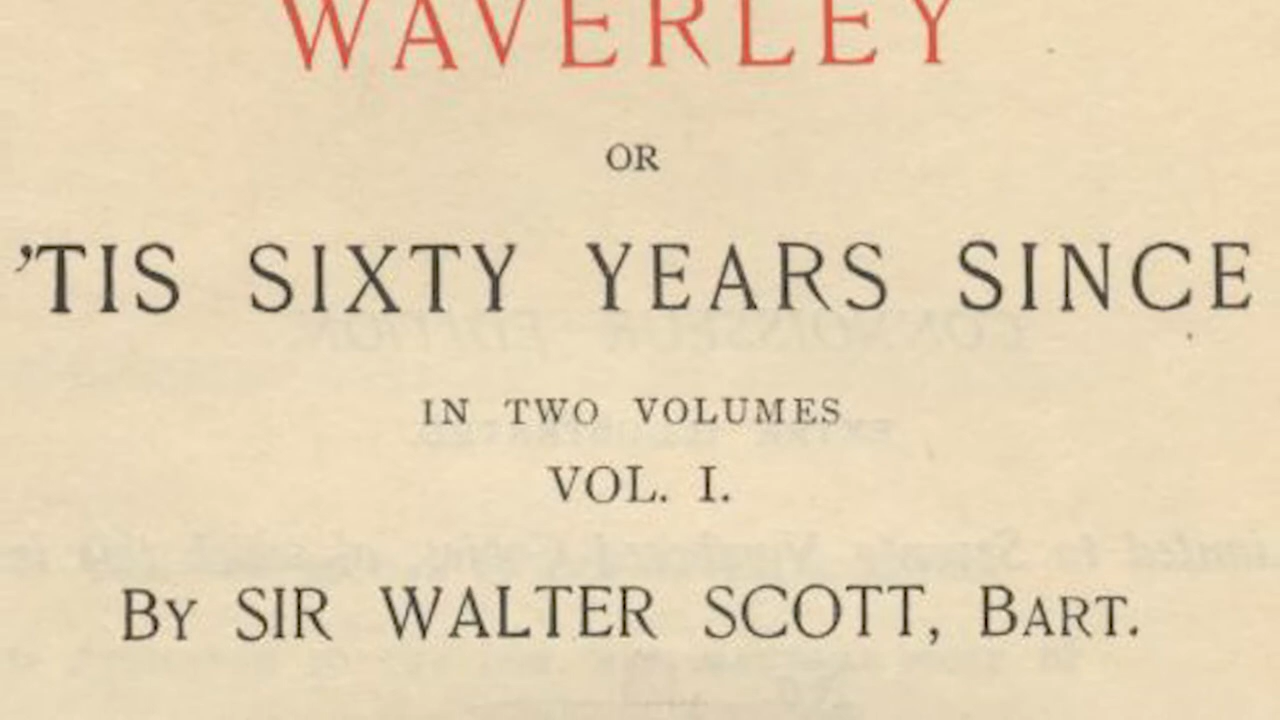 WAVERLEY
OR
'TIS SIXTY YEARS SINCE
IN TWO VOLUMES
VOL. I.
BY SIR WALTER SCOTT, BART.